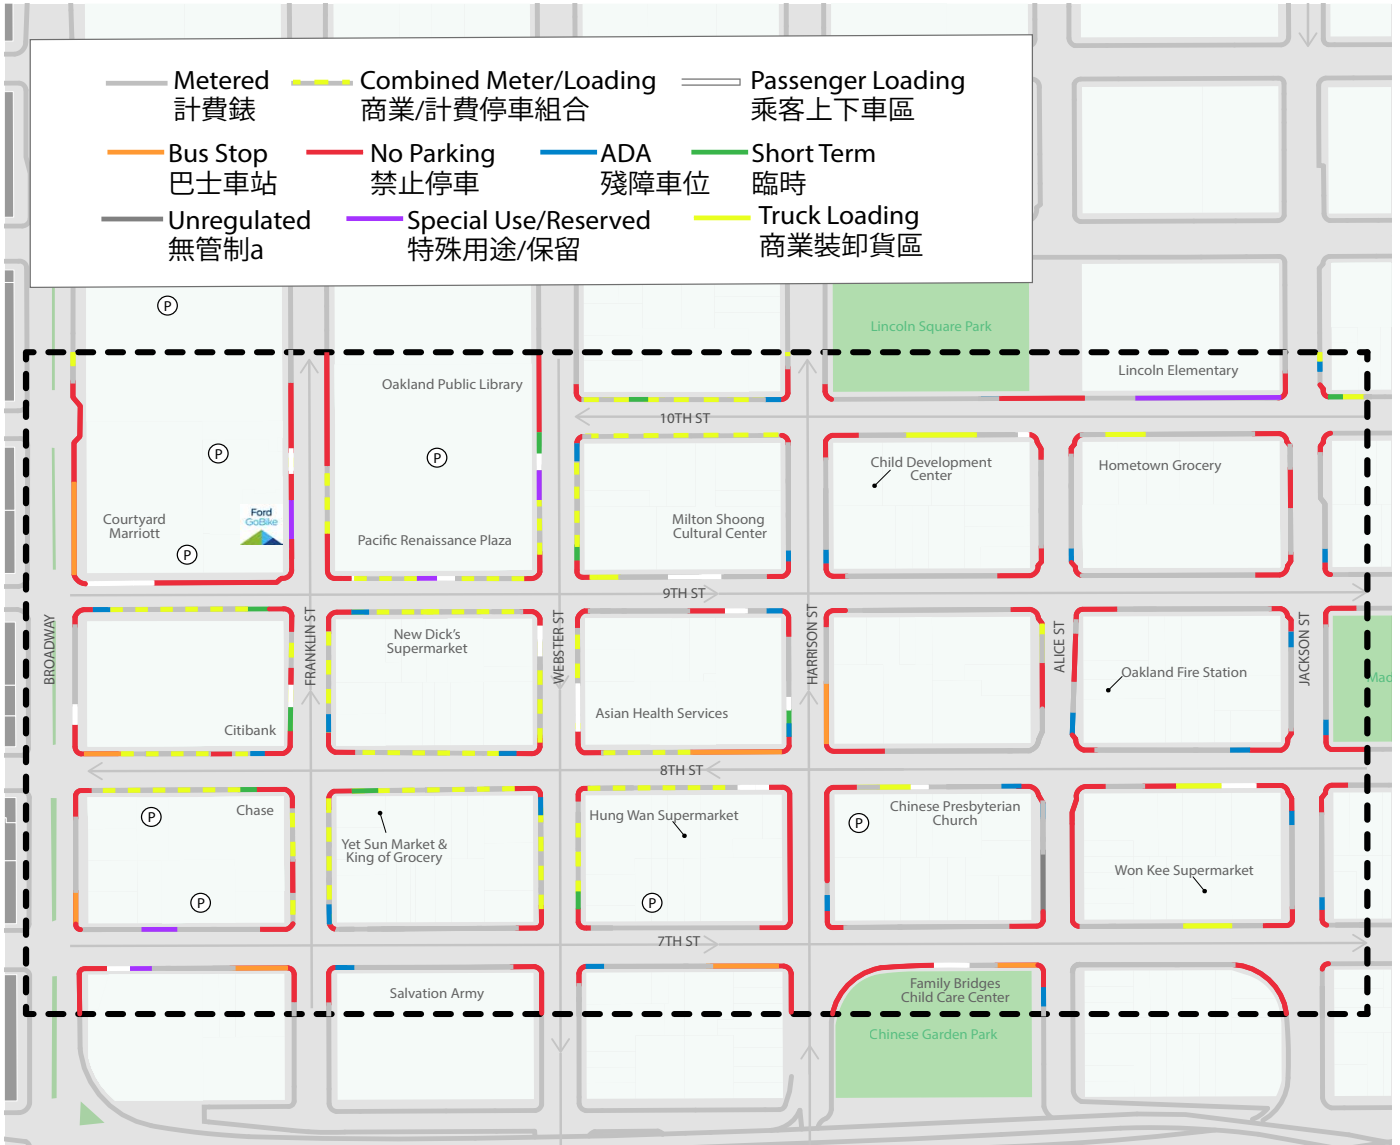 Metered
計費錶
Combined Meter/Loading
商業/計費停車組合
Passenger Loading
乘客上下車區
Bus Stop
巴士車站
No Parking
禁止停車
ADA
殘障車位
Short Term
臨時
Unregulated
無管制a
Special Use/Reserved
特殊用途/保留
Truck Loading
商業裝卸貨區
P
Lincoln Square Park
Oakland Public Library
Lincoln Elementary
10TH ST
P
P
Child Development
Center
Hometown Grocery
Ford
GoBike
Courtyard
Marriott
Milton Shoong
Cultural Center
Pacific Renaissance Plaza
P
9TH ST
BROADWAY
FRANKLIN ST
WEBSTER ST
HARRISON ST
ALICE ST
JACKSON ST
New Dick's
Supermarket
Oakland Fire Station
Mad
Asian Health Services
Citibank
8TH ST
Chase
P
Yet Sun Market &
King of Grocery
Hung Wan Supermarket
P
Chinese Presbyterian
Church
Won Kee Supermarket
P
P
7TH ST
Salvation Army
Family Bridges
Child Care Center
Chinese Garden Park